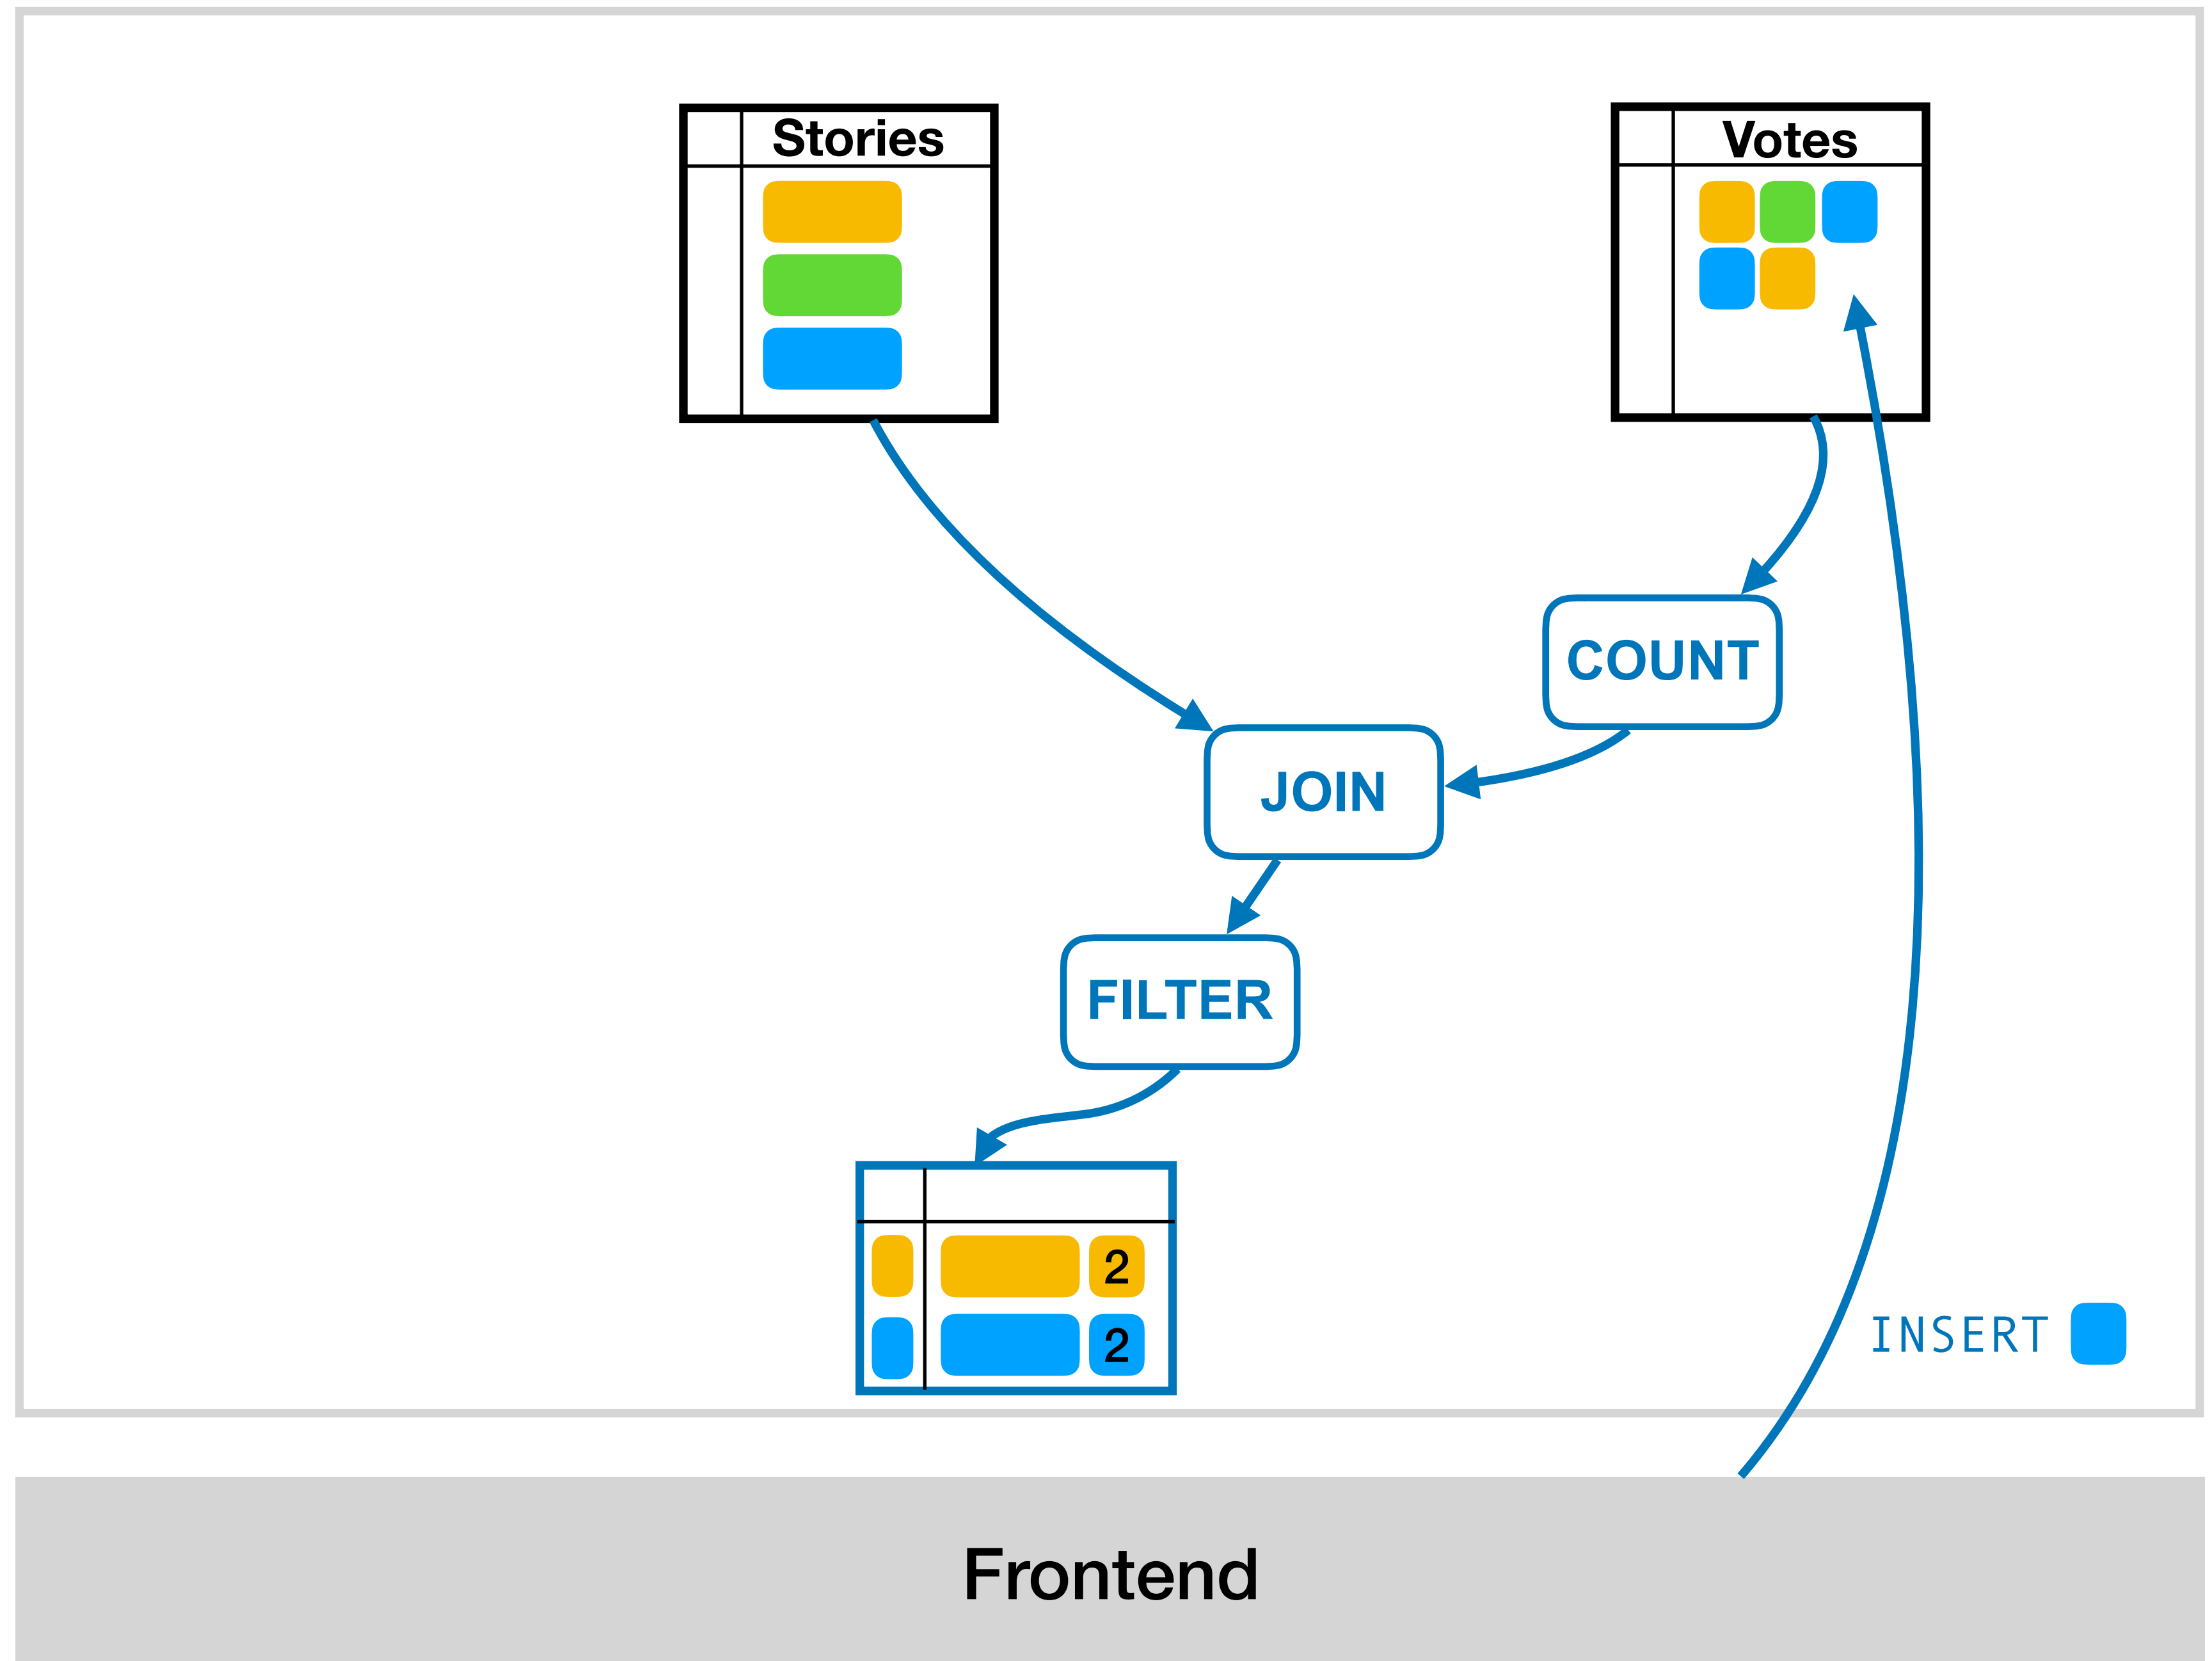 Stories
Votes
COUNT
JOIN
FILTER
2
2
INSERT
Frontend